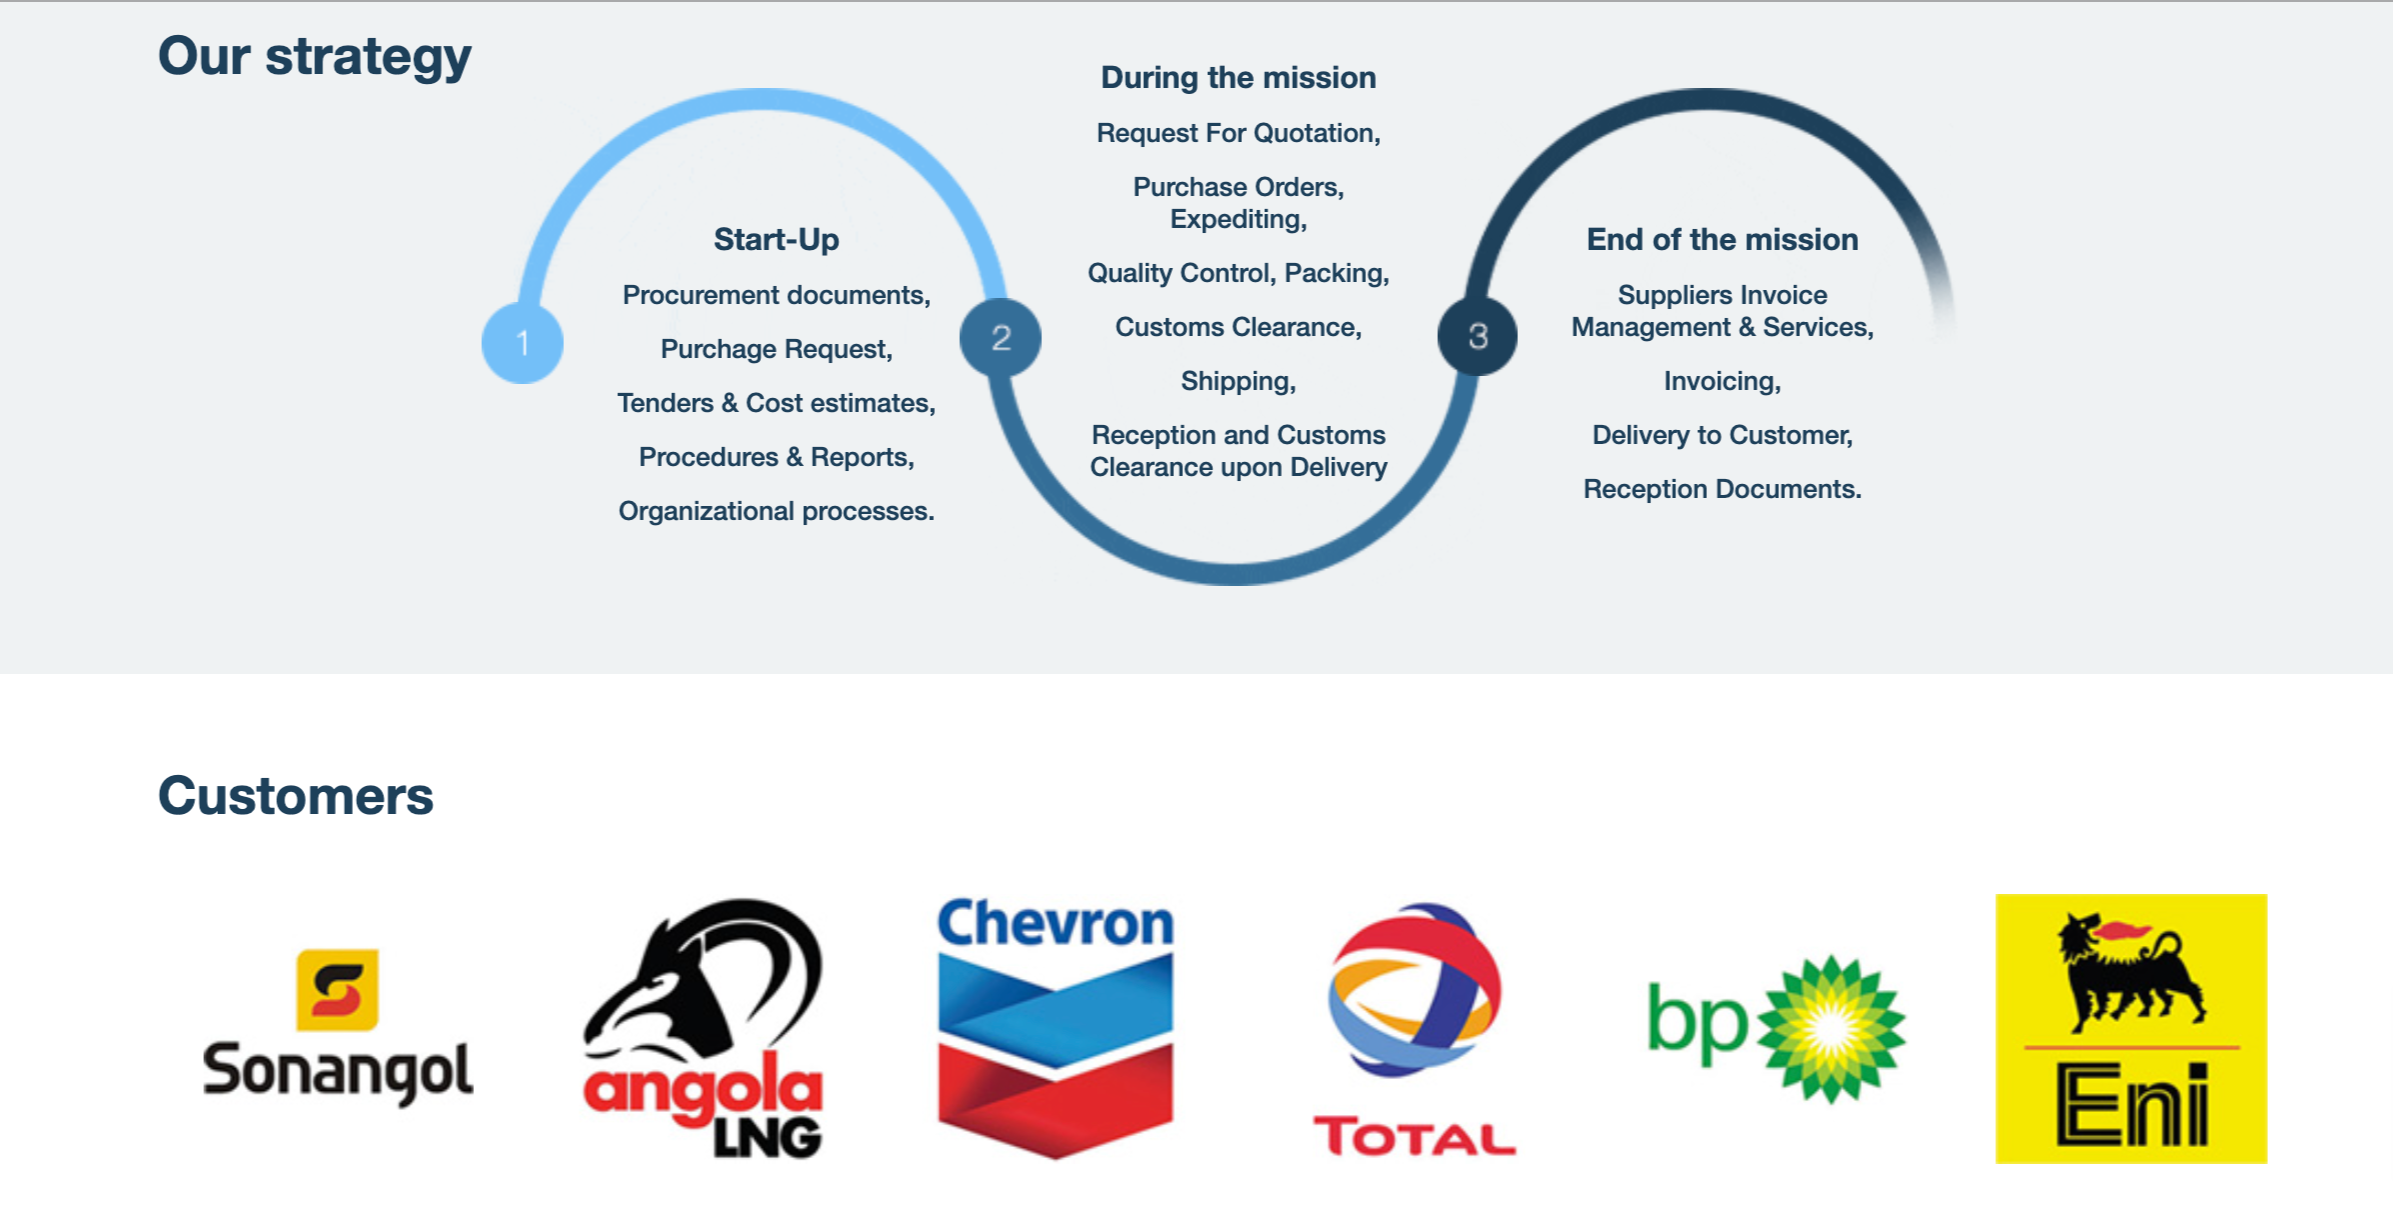 Our strategy
1
Start-Up
Procurement documents,
Purchage Request,
Tenders & Cost estimates,
Procedures & Reports,
Organizational processes.
2
During the mission
Request For Quotation,
Purchase Orders,
Expediting,
Quality Control, Packing,
Customs Clearance,
Shipping,
Reception and Customs
Clearance upon Delivery
3
End of the mission
Suppliers Invoice
Management & Services,
Invoicing,
Delivery to Customer,
Reception Documents.
Customers
Sonangol
angola
LNG
Chevron
TOTAL
bp
Eni